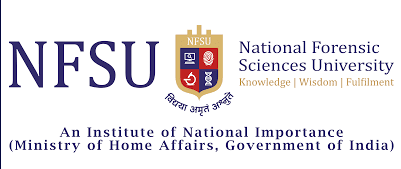 NFSU
NFSU
National Forensic
Sciences University
Knowledge | Wisdom | Fulfilment
विद्यया अमृतं अश्नुते
An Institute of National Importance
(Ministry of Home Affairs, Government of India)